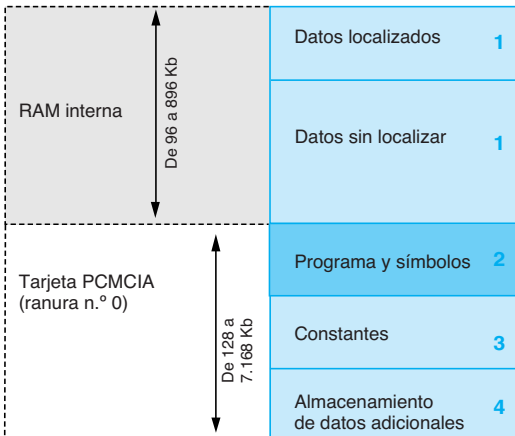 Datos localizados 1
RAM interna
De 96 a 896 Kb
Datos sin localizar 1
Programa y símbolos 2
Tarjeta PCMCIA
(ranura n.º 0)
De 128 a
7.168 Kb
Constantes 3
Almacenamiento
de datos adicionales 4